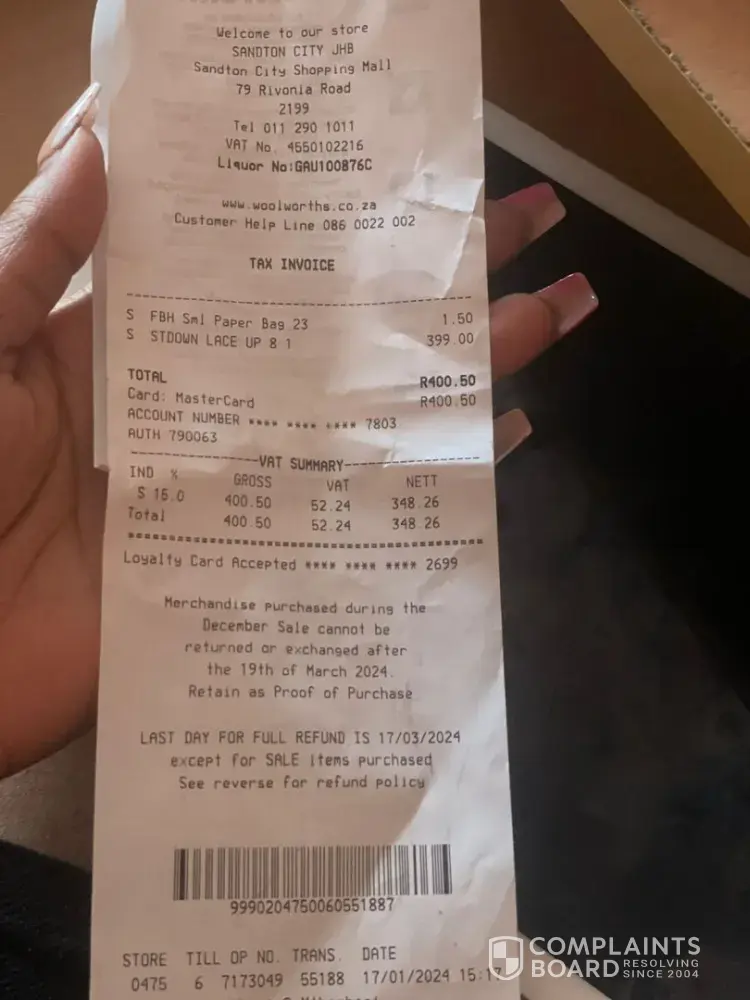 Welcome to our store
SANDTON CITY JHB
Sandton City Shopping Mall
79 Rivonia Road
2199
Tel 011 290 1011
VAT No. 4550102216
Liquor No:GAU100876C
www.woolworths.co.za
Customer Help Line 086 0022 002
TAX INVOICE
S FBH Sml Paper Bag 23 1.50
S STDOWN LACE UP 8 1 399.00
TOTAL R400.50
Card: MasterCard R400.50
ACCOUNT NUMBER **** **** **** 7803
AUTH 790063
VAT SUMMARY
IND % GROSS VAT NETT
S 15.0 400.50 52.24 348.26
Total 400.50 52.24 348.26
Loyalty Card Accepted **** **** **** 2699
Merchandise purchased during the
December Sale cannot be
returned or exchanged after
the 19th of March 2024.
Retain as Proof of Purchase
LAST DAY FOR FULL REFUND IS 17/03/2024
except for SALE items purchased
See reverse for refund policy
9990204750060551887
STORE TILL OP NO. TRANS. DATE
0475 6 7173049 55188 17/01/2024
COMPLAINTS
BOARD RESOLVING
SINCE 2004